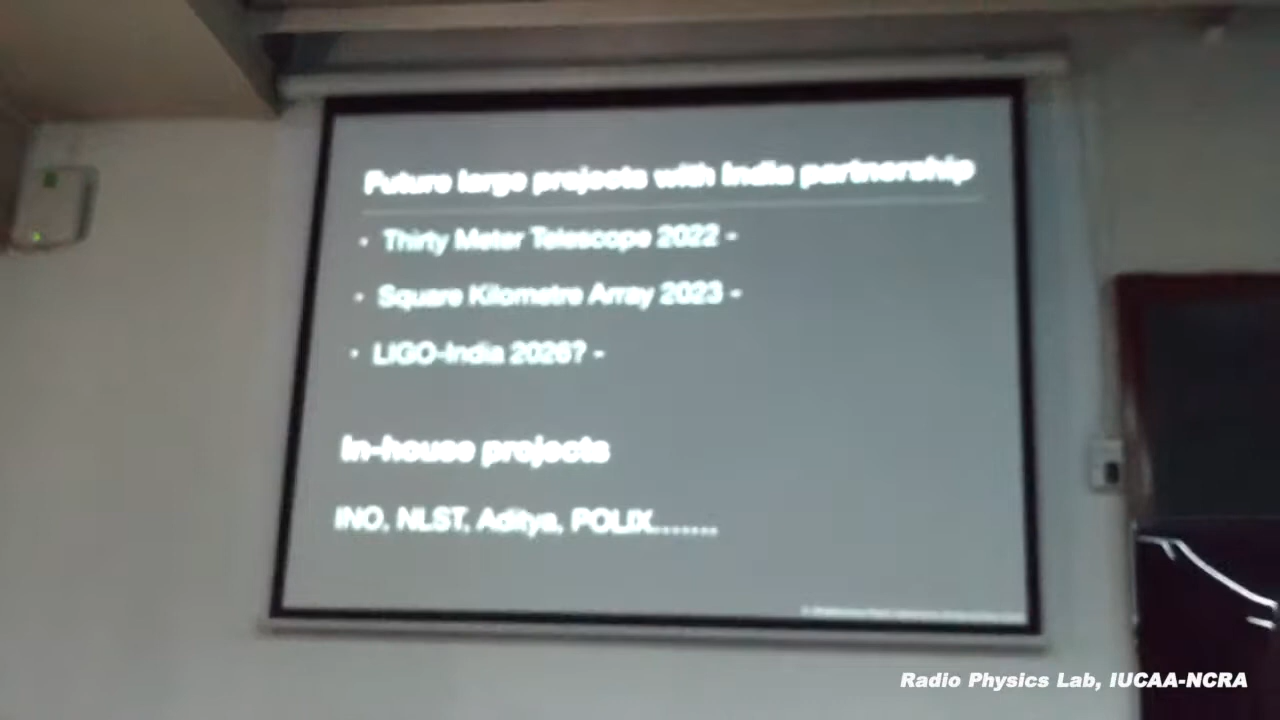 Future large projects with India partnership
• Thirty Meter Telescope 2022 -
• Square Kilometre Array 2023 -
• LIGO-India 2026? -
In-house projects
INO, NLST, Aditya, POLIX.......
Radio Physics Lab, IUCAA-NCRA